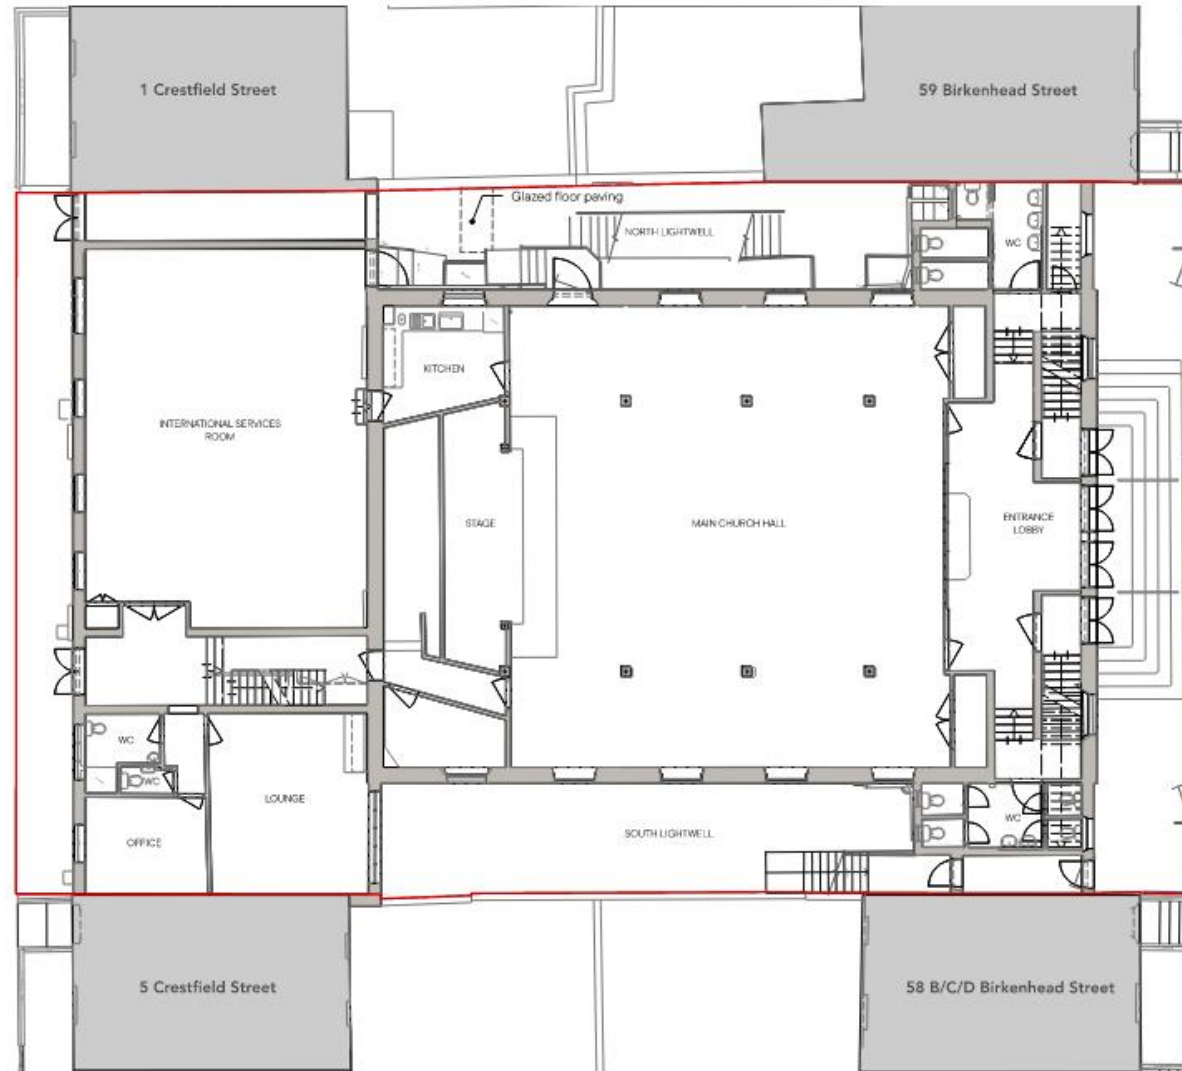 1 Crestfield Street
59 Birkenhead Street
Glazed floor paving
NORTH LIGHTWELL
WC
KITCHEN
INTERNATIONAL SERVICES
ROOM
STAGE
MAIN CHURCH HALL
ENTRANCE
LOBBY
WC
WC
LOUNGE
OFFICE
SOUTH LIGHTWELL
WC
5 Crestfield Street
58 B/C/D Birkenhead Street